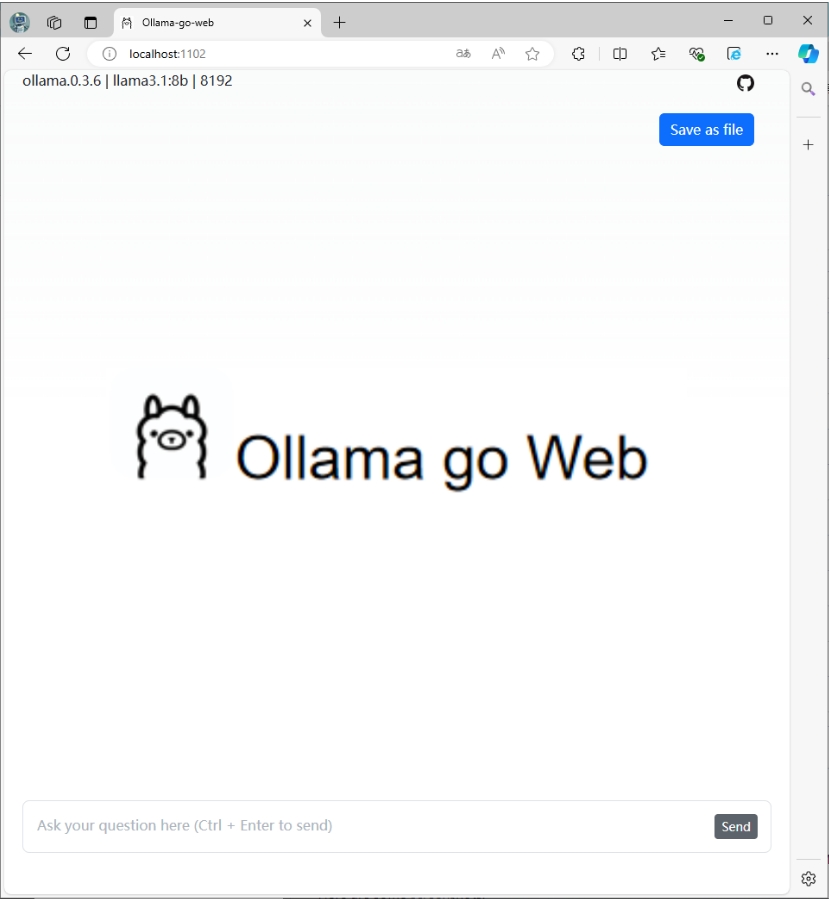 Ollama-go-web
localhost:1102
ollama.0.3.6 | llama3.1:8b | 8192
Save as file
Ollama go Web
Ask your question here (Ctrl + Enter to send)
Send